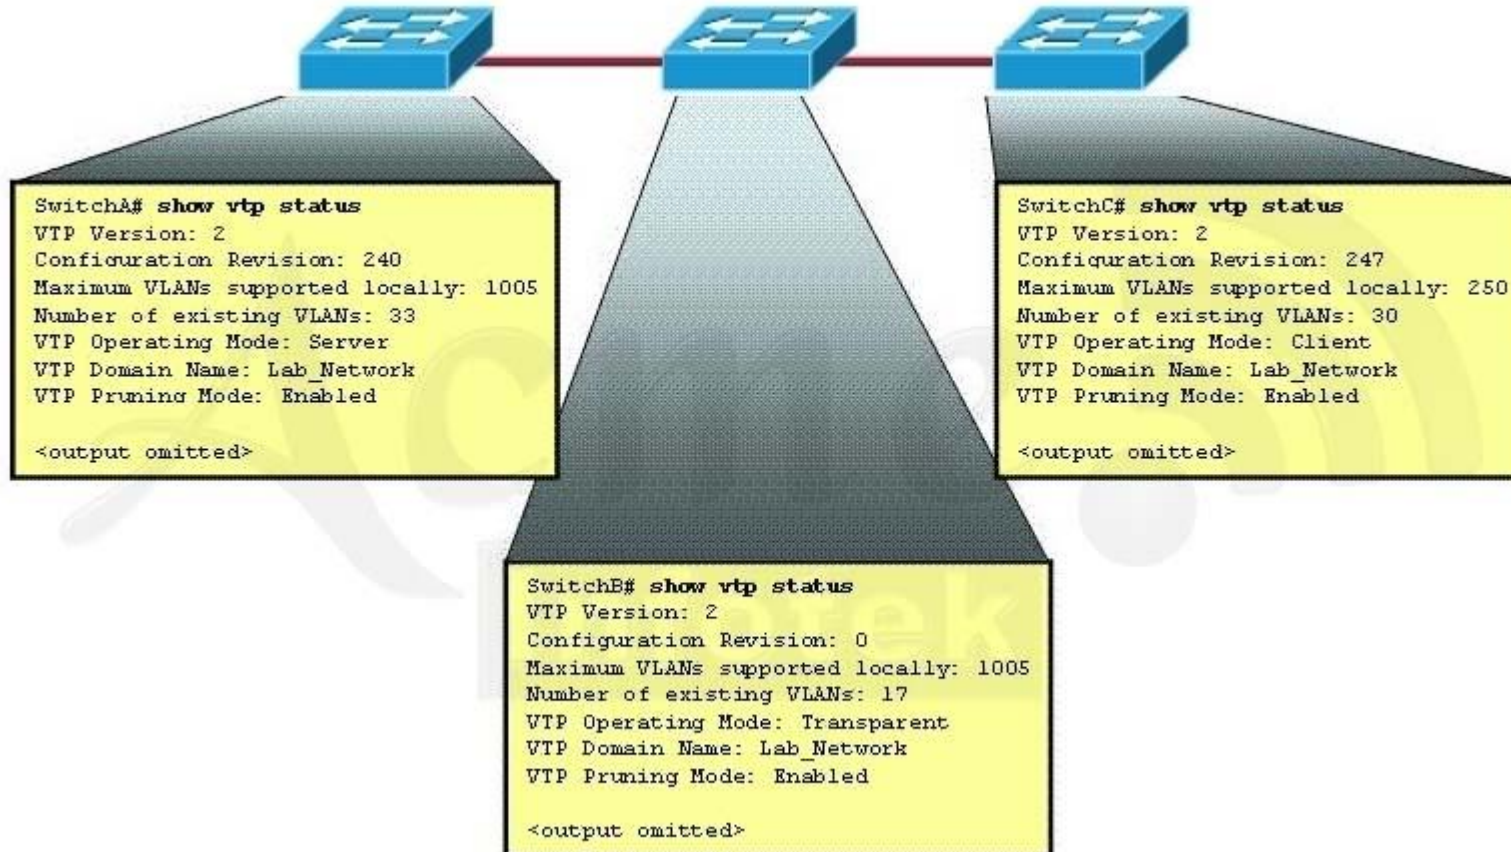 SwitchA# show vtp status
VTP Version: 2
Configuration Revision: 240
Maximum VLANs supported locally: 1005
Number of existing VLANs: 33
VTP Operating Mode: Server
VTP Domain Name: Lab_Network
VTP Pruning Mode: Enabled
<output omitted>
SwitchC# show vtp status
VTP Version: 2
Configuration Revision: 247
Maximum VLANs supported locally: 250
Number of existing VLANs: 30
VTP Operating Mode: Client
VTP Domain Name: Lab_Network
VTP Pruning Mode: Enabled
<output omitted>
SwitchB# show vtp status
VTP Version: 2
Configuration Revision: 0
Maximum VLANs supported locally: 1005
Number of existing VLANs: 17
VTP Operating Mode: Transparent
VTP Domain Name: Lab_Network
VTP Pruning Mode: Enabled
<output omitted>